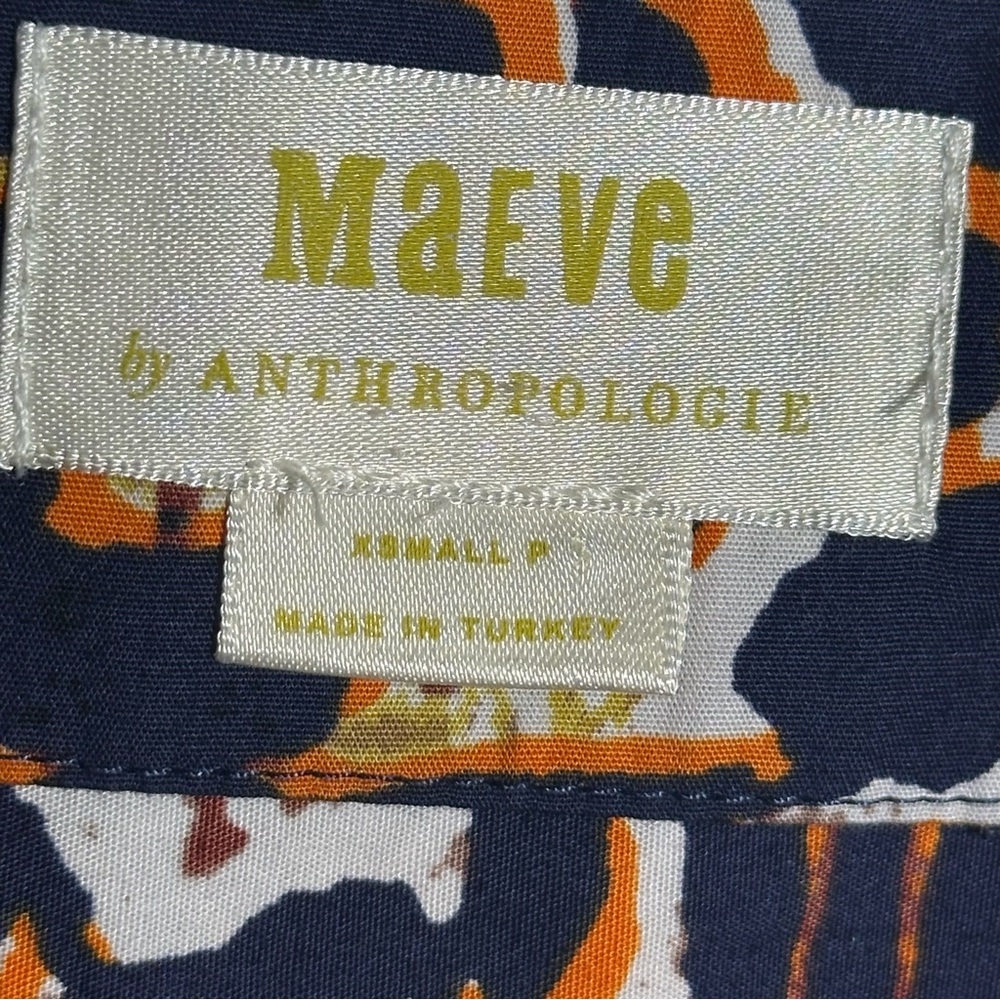 MaEve
by ANTHROPOLOGIE
XSMALL P
MADE IN TURKEY